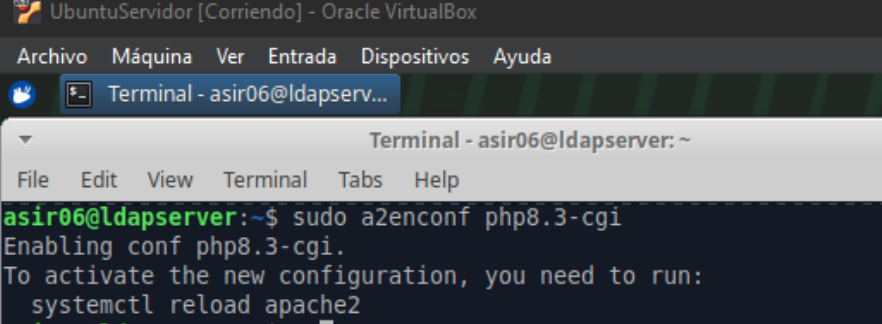 UbuntuServidor [Corriendo] - Oracle VirtualBox
Archivo Máquina Ver Entrada Dispositivos Ayuda
Terminal - asir06@ldapserv...
Terminal - asir06@ldapserver: ~
File Edit View Terminal Tabs Help
asir06@ldapserver:~$ sudo a2enconf php8.3-cgi
Enabling conf php8.3-cgi.
To activate the new configuration, you need to run:
  systemctl reload apache2